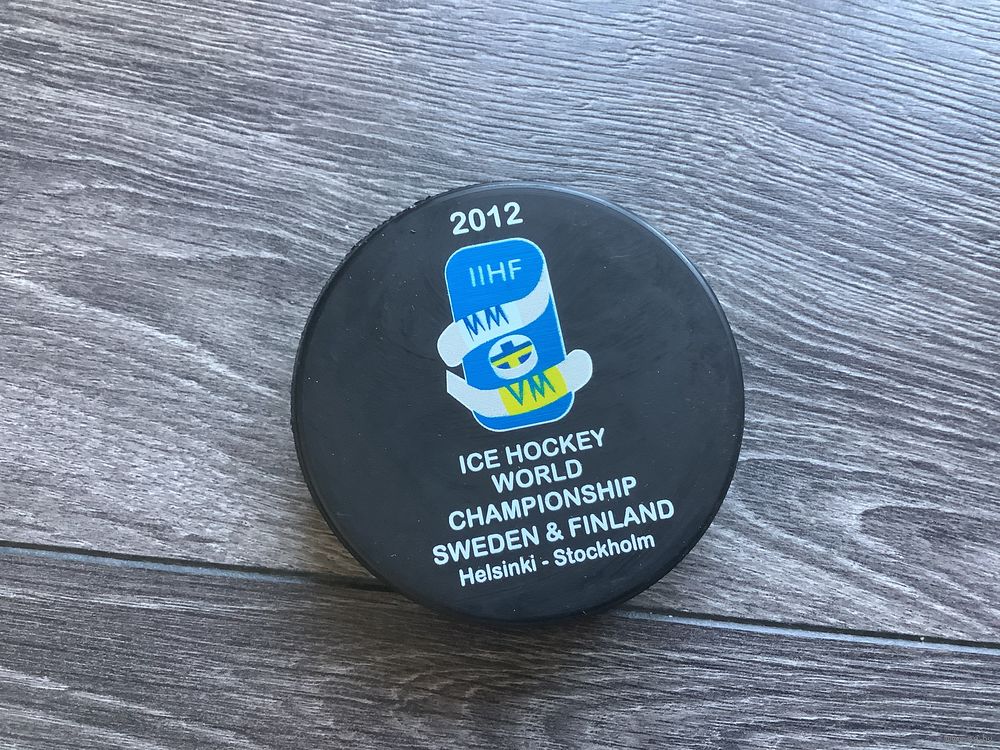 2012
IIHF
MM
VM
ICE HOCKEY
WORLD
CHAMPIONSHIP
SWEDEN & FINLAND
Helsinki - Stockholm